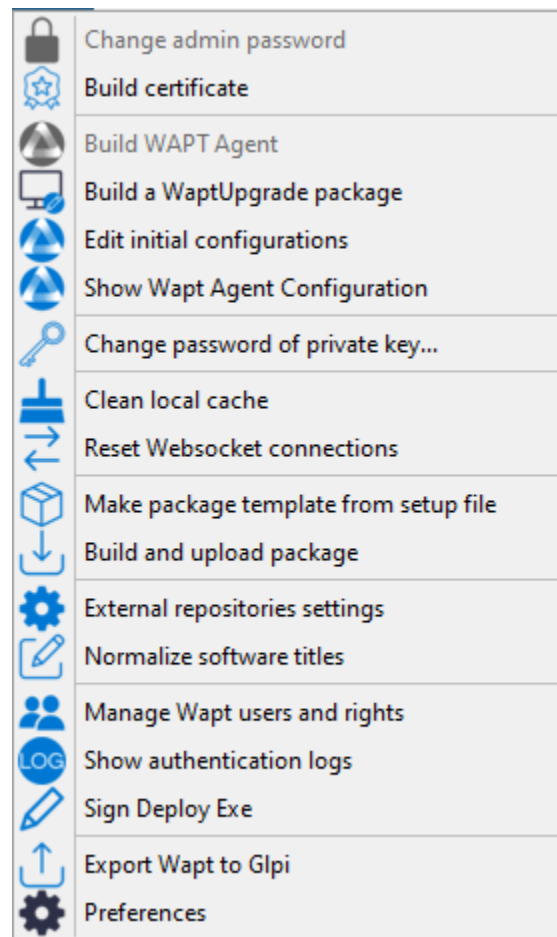 Change admin password
Build certificate
Build WAPT Agent
Build a WaptUpgrade package
Edit initial configurations
Show Wapt Agent Configuration
Change password of private key...
Clean local cache
Reset Websocket connections
Make package template from setup file
Build and upload package
External repositories settings
Normalize software titles
Manage Wapt users and rights
LOG Show authentication logs
Sign Deploy Exe
Export Wapt to Glpi
Preferences